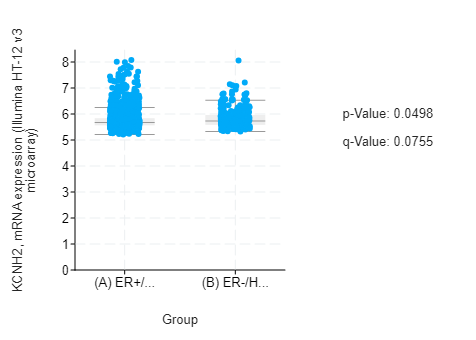 KCNH2, mRNA expression (Illumina HT-12 v3
microarray)
8
7
6
5
4
3
2
1
0
(A) ER+/...
(B) ER-/H...
Group
p-Value: 0.0498
q-Value: 0.0755